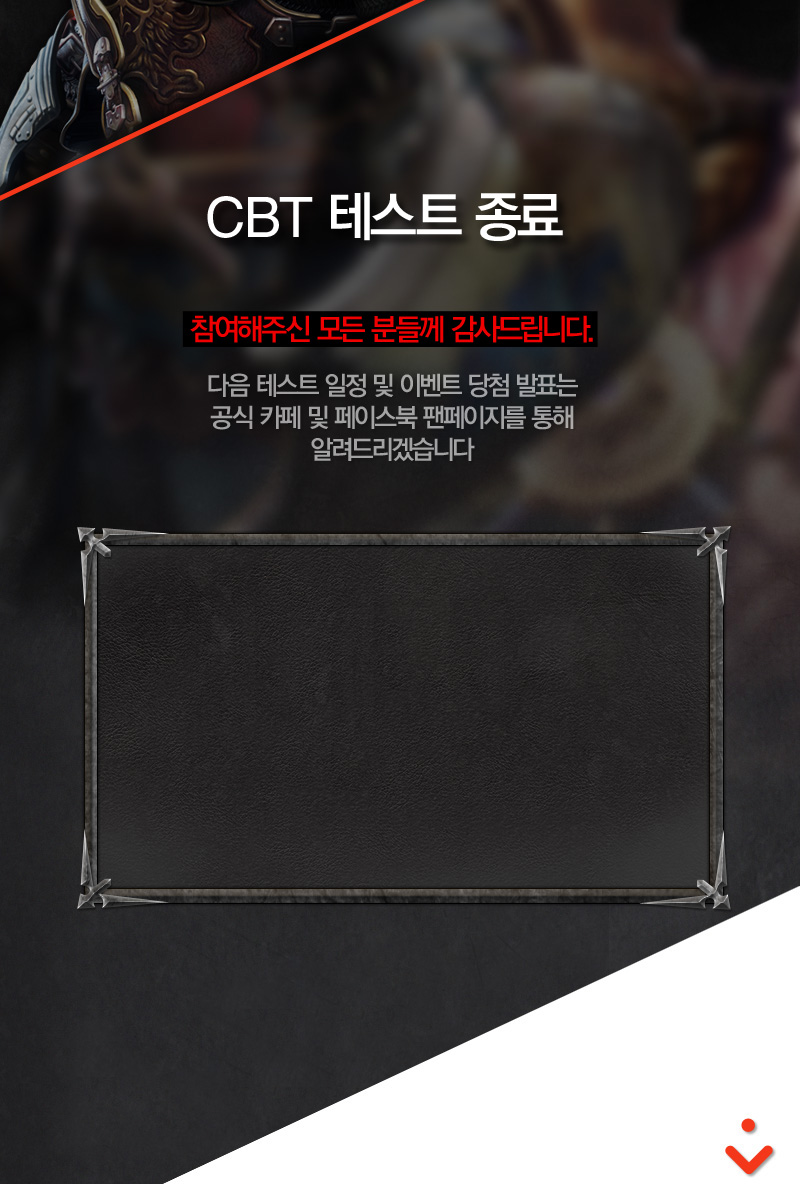 CBT 테스트 종료
참여해주신 모든 분들께 감사드립니다.
다음 테스트 일정 및 이벤트 당첨 발표는
공식 카페 및 페이스북 팬페이지를 통해
알려드리겠습니다